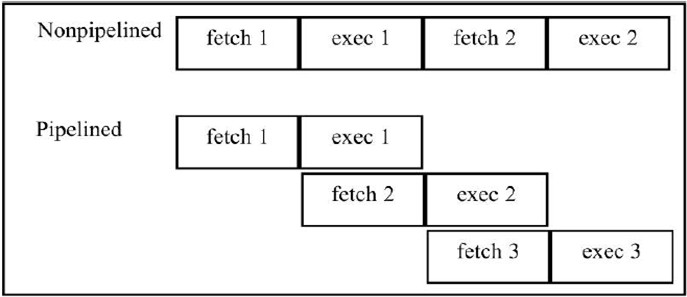 Nonpipelined fetch 1 exec 1 fetch 2 exec 2
Pipelined fetch 1 exec 1
fetch 2 exec 2
fetch 3 exec 3